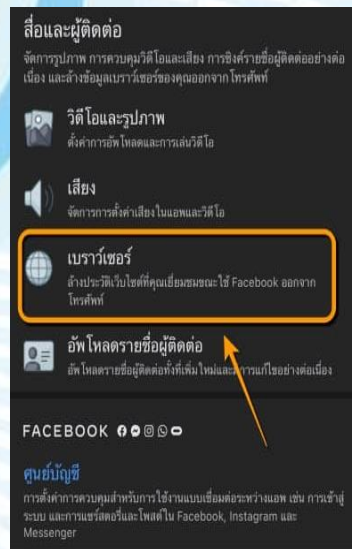 สื่อและผู้ติดต่อ
จัดการรูปภาพ การควบคุมวิดีโอและเสียง การซิงค์รายชื่อผู้ติดต่ออย่างต่อ
เนื่อง และล้างข้อมูลเบราว์เซอร์ของคุณออกจากโทรศัพท์
วิดีโอและรูปภาพ
ตั้งค่าการอัพโหลดและการเล่นวิดีโอ
เสียง
จัดการการตั้งค่าเสียงในแอพและวิดีโอ
เบราว์เซอร์
ล้างประวัติเว็บไซต์ที่คุณเยี่ยมชมขณะใช้ Facebook ออกจาก
โทรศัพท์
อัพโหลดรายชื่อผู้ติดต่อ
อัพโหลดรายชื่อผู้ติดต่อทั้งที่เพิ่มใหม่และมีการแก้ไขอย่างต่อเนื่อง
FACEBOOK
ศูนย์บัญชี
การตั้งค่าการควบคุมสำหรับการใช้งานแบบเชื่อมต่อระหว่างแอพ เช่น การเข้าสู่
ระบบ และการแชร์สตอรี่และโพสต์ใน Facebook, Instagram และ
Messenger